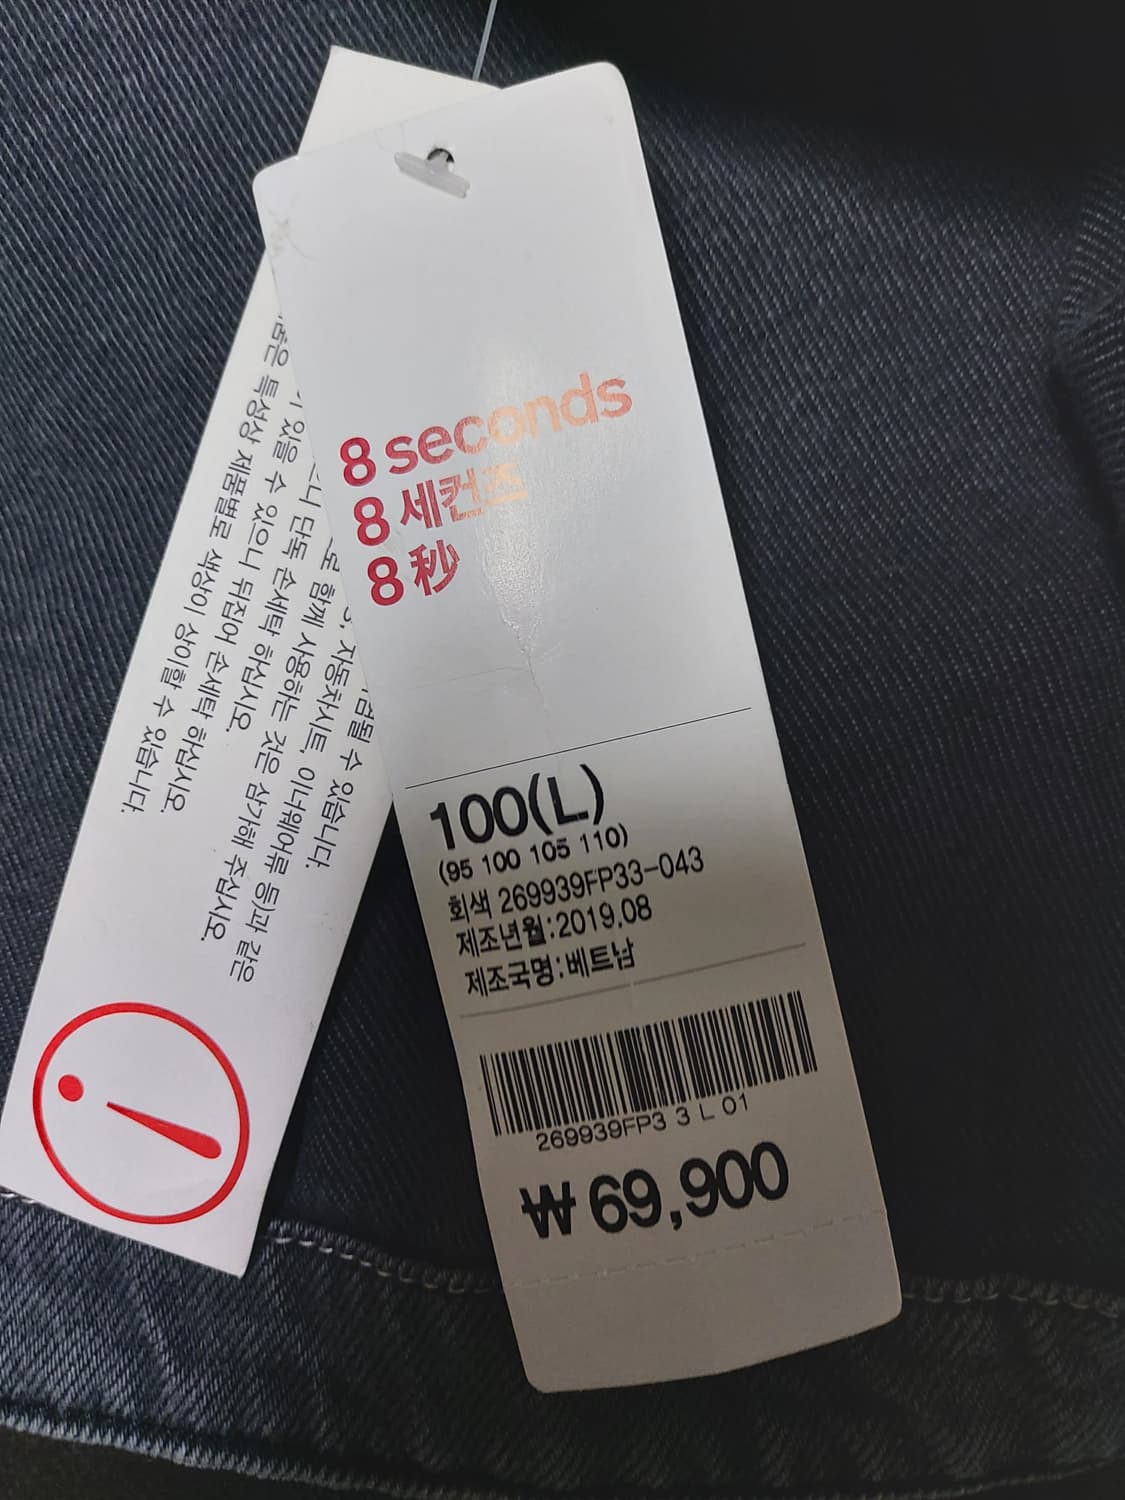 8 seconds
8 세컨즈
8 秒
100(L)
(95 100 105 110)
회색 269939FP33-043
제조년월:2019.08
제조국명:베트남
269939FP3 3 L 01
₩ 69,900
수 있습니다.
자동차시트, 이너웨어류 등)과 같은
함께 사용하는 것은 삼가해 주십시오.
단독 손세탁 하십시오.
있을 수 있으니 뒤집어 손세탁 하십시오.
특성상 제품별로 색상이 상이할 수 있습니다.